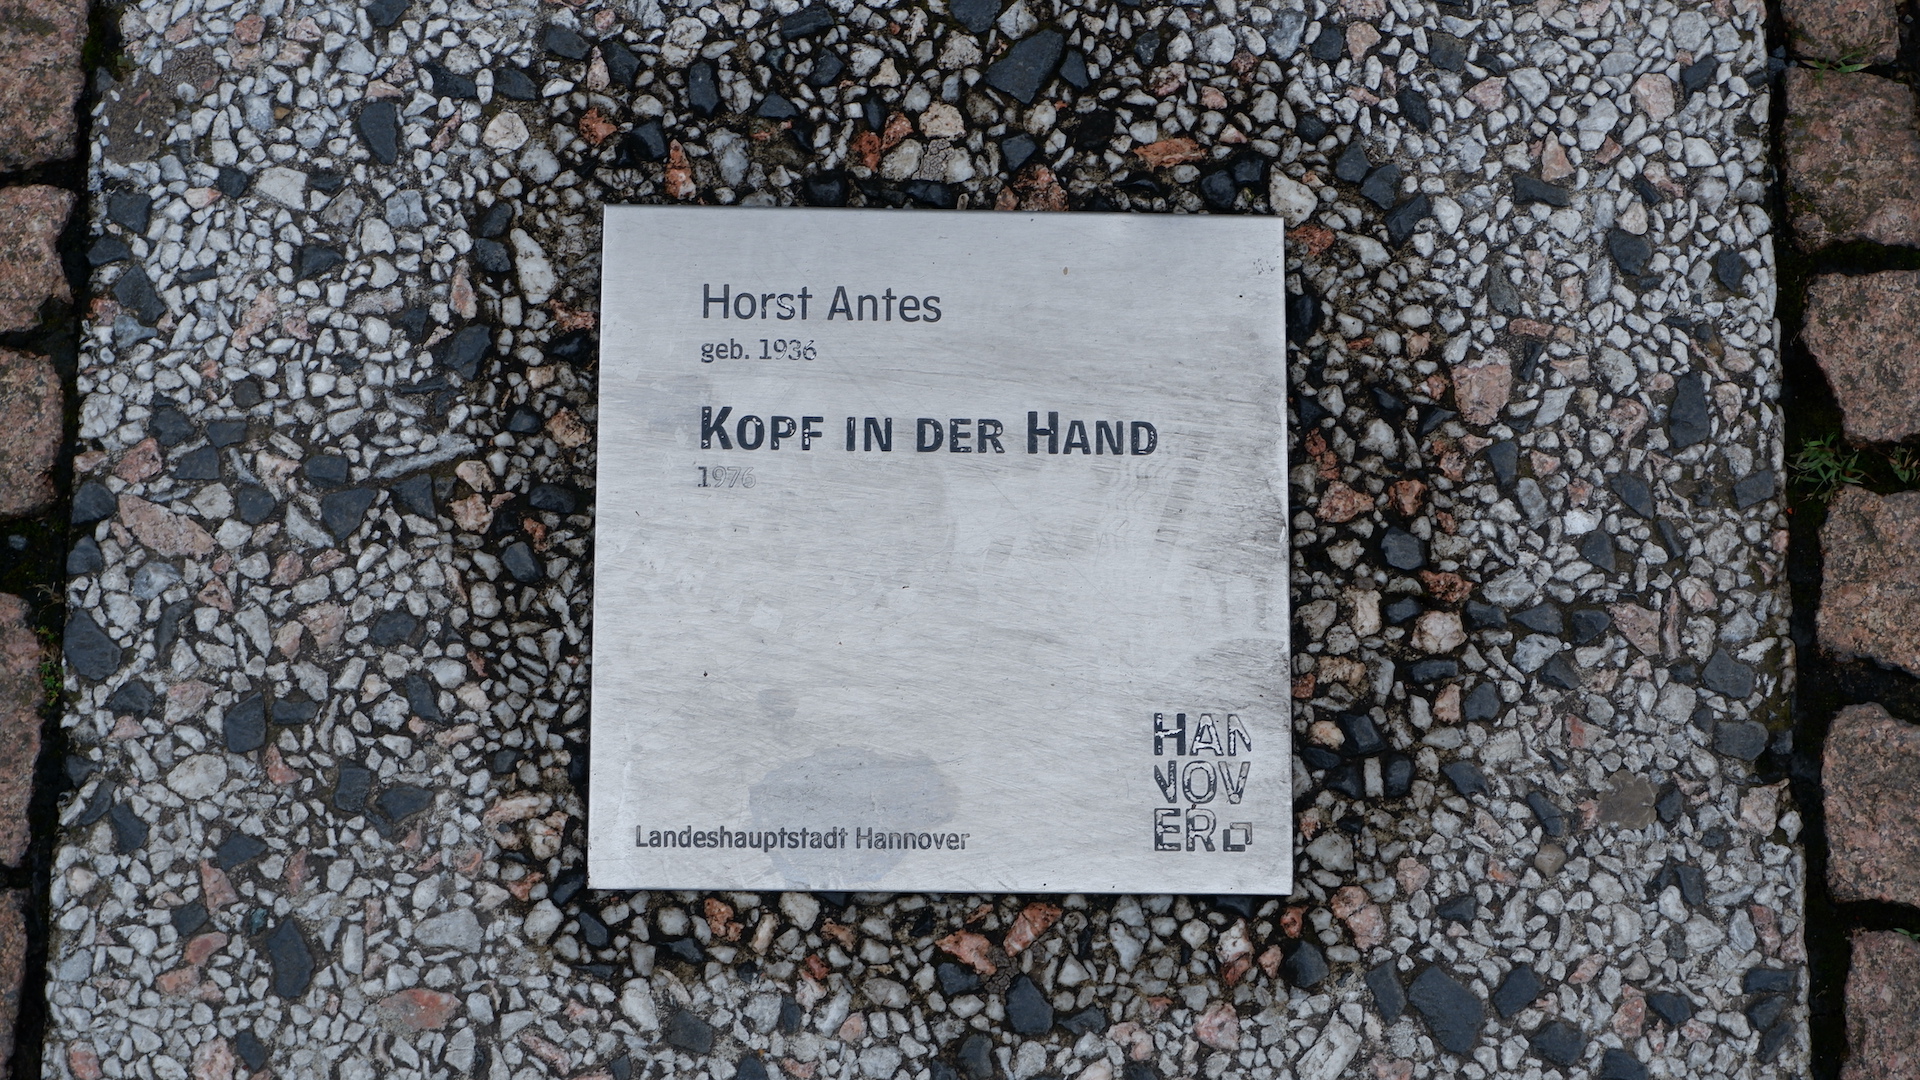 Horst Antes
geb. 1936
KOPF IN DER HAND
1976
Landeshauptstadt Hannover
HAN
NOV
ER